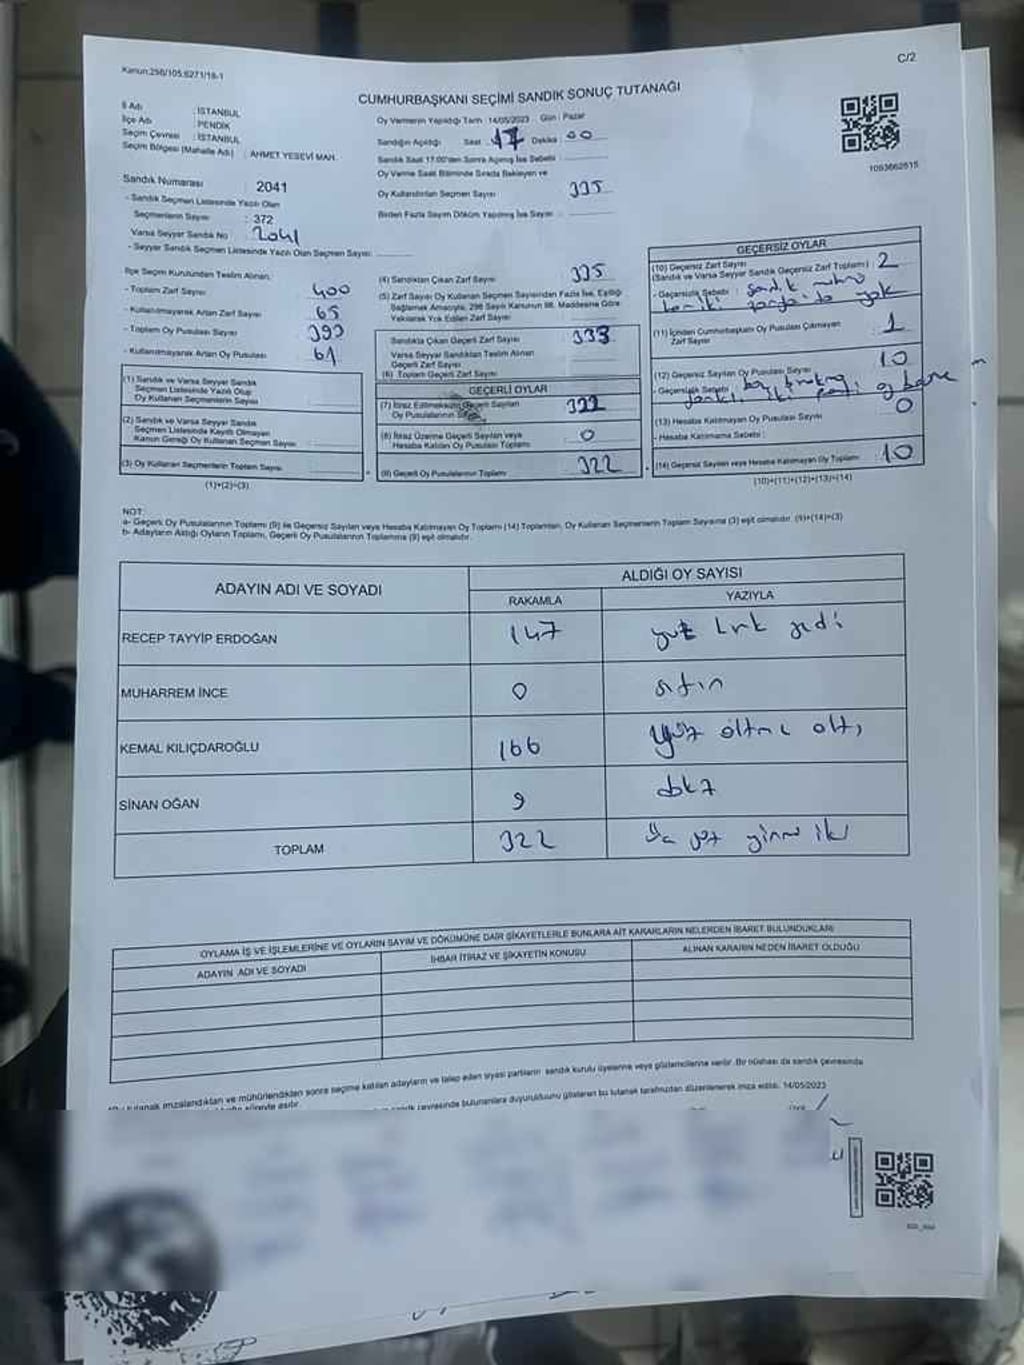 Kanun:298/105.6271/18-1
C/2
CUMHURBAŞKANI SEÇİMİ SANDIK SONUÇ TUTANAĞI
İl Adı : İSTANBUL
İlçe Adı : PENDİK
Seçim Çevresi : İSTANBUL
Seçim Bölgesi (Mahalle Adı) : AHMET YESEVİ MAH.
Sandık Numarası : 2041
- Sandık Seçmen Listesinde Yazılı Olan
Seçmenlerin Sayısı : 372
Varsa Seyyar Sandık No : 2041
- Seyyar Sandık Seçmen Listesinde Yazılı Olan Seçmen Sayısı:
Oy Vermenin Yapıldığı Tarih :14/05/2023 Gün : Pazar
Sandığın Açıldığı Saat : 17 Dakika : 00
Sandık Saat 17:00'den Sonra Açılmış İse Sebebi :
Oy Verme Saati Bitiminde Sırada Bekleyen ve
Oy Kullandırılan Seçmen Sayısı 335
Birden Fazla Sayım Döküm Yapılmış İse Sayısı :
1093662615
İlçe Seçim Kurulundan Teslim Alınan;
- Toplam Zarf Sayısı 400
- Kullanılmayarak Artan Zarf Sayısı 65
- Toplam Oy Pusulası Sayısı 393
- Kullanılmayarak Artan Oy Pusulası 61
(1) Sandık ve Varsa Seyyar Sandık
Seçmen Listesinde Yazılı Olup
Oy Kullanan Seçmenlerin Sayısı
(2) Sandık ve Varsa Seyyar Sandık
Seçmen Listesinde Kayıtlı Olmayan
Kanun Gereği Oy Kullanan Seçmen Sayısı
(3) Oy Kullanan Seçmenlerin Toplam Sayısı
(1)+(2)=(3)
(4) Sandıktan Çıkan Zarf Sayısı 335
(5) Zarf Sayısı Oy Kullanan Seçmen Sayısından Fazla İse, Eşitliği
Sağlamak Amacıyla, 298 Sayılı Kanunun 98. Maddesine Göre
Yakılarak Yok Edilen Zarf Sayısı
Sandıkta Çıkan Geçerli Zarf Sayısı 333
Varsa Seyyar Sandıktan Teslim Alınan
Geçerli Zarf Sayısı
(6) Toplam Geçerli Zarf Sayısı
GEÇERLİ OYLAR
(7) İtiraz Edilmeksizin Geçerli Sayılan
Oy Pusulalarının Sayısı 322
(8) İtiraz Üzerine Geçerli Sayılan veya
Hesaba Katılan Oy Pusulası Toplamı 0
(9) Geçerli Oy Pusulalarının Toplamı 322
GEÇERSİZ OYLAR
(10) Geçersiz Zarf Sayısı
(Sandık ve Varsa Seyyar Sandık Geçersiz Zarf Toplamı) 2
- Geçersizlik Sebebi : sandık mührü
yok
(11) İçinden Cumhurbaşkanı Oy Pusulası Çıkmayan
Zarf Sayısı 1
(12) Geçersiz Sayılan Oy Pusulası Sayısı 10
- Geçersizlik Sebebi :
(13) Hesaba Katılmayan Oy Pusulası Sayısı 0
- Hesaba Katılmama Sebebi :
(14) Geçersiz Sayılan veya Hesaba Katılmayan Oy Toplamı 10
(10)+(11)+(12)+(13)=(14)
NOT:
a- Geçerli Oy Pusulalarının Toplamı (9) ile Geçersiz Sayılan veya Hesaba Katılmayan Oy Toplamı (14) Toplamları, Oy Kullanan Seçmenlerin Toplam Sayısına (3) eşit olmalıdır. (9)+(14)=(3)
b- Adayların Aldığı Oyların Toplamı, Geçerli Oy Pusulalarının Toplamına (9) eşit olmalıdır.
ADAYIN ADI VE SOYADI
ALDIĞI OY SAYISI
RAKAMLA
YAZIYLA
RECEP TAYYİP ERDOĞAN 147 yüz kırk yedi
MUHARREM İNCE 0 sıfır
KEMAL KILIÇDAROĞLU 166 yüz altmış altı
SİNAN OĞAN 9 dokuz
TOPLAM 322 üç yüz yirmi iki
OYLAMA İŞ VE İŞLEMLERİNE VE OYLARIN SAYIM VE DÖKÜMÜNE DAİR ŞİKAYETLERLE BUNLARA AİT KARARLARIN NELERDEN İBARET BULUNDUKLARI
ADAYIN ADI VE SOYADI
İHBAR İTİRAZ VE ŞİKAYETİN KONUSU
ALINAN KARARIN NEDEN İBARET OLDUĞU
tutanak imzalandıktan ve mühürlendikten sonra seçime katılan adayların ve talep eden siyasi partilerin sandık kurulu üyelerine veya gözlemcilerine verilir. Bir nüshası da sandık çevresinde
süreyle asılır.
sandık çevresinde bulunanlara duyurulduğunu gösteren bu tutanak tarafımızdan düzenlenerek imza edildi. 14/05/2023